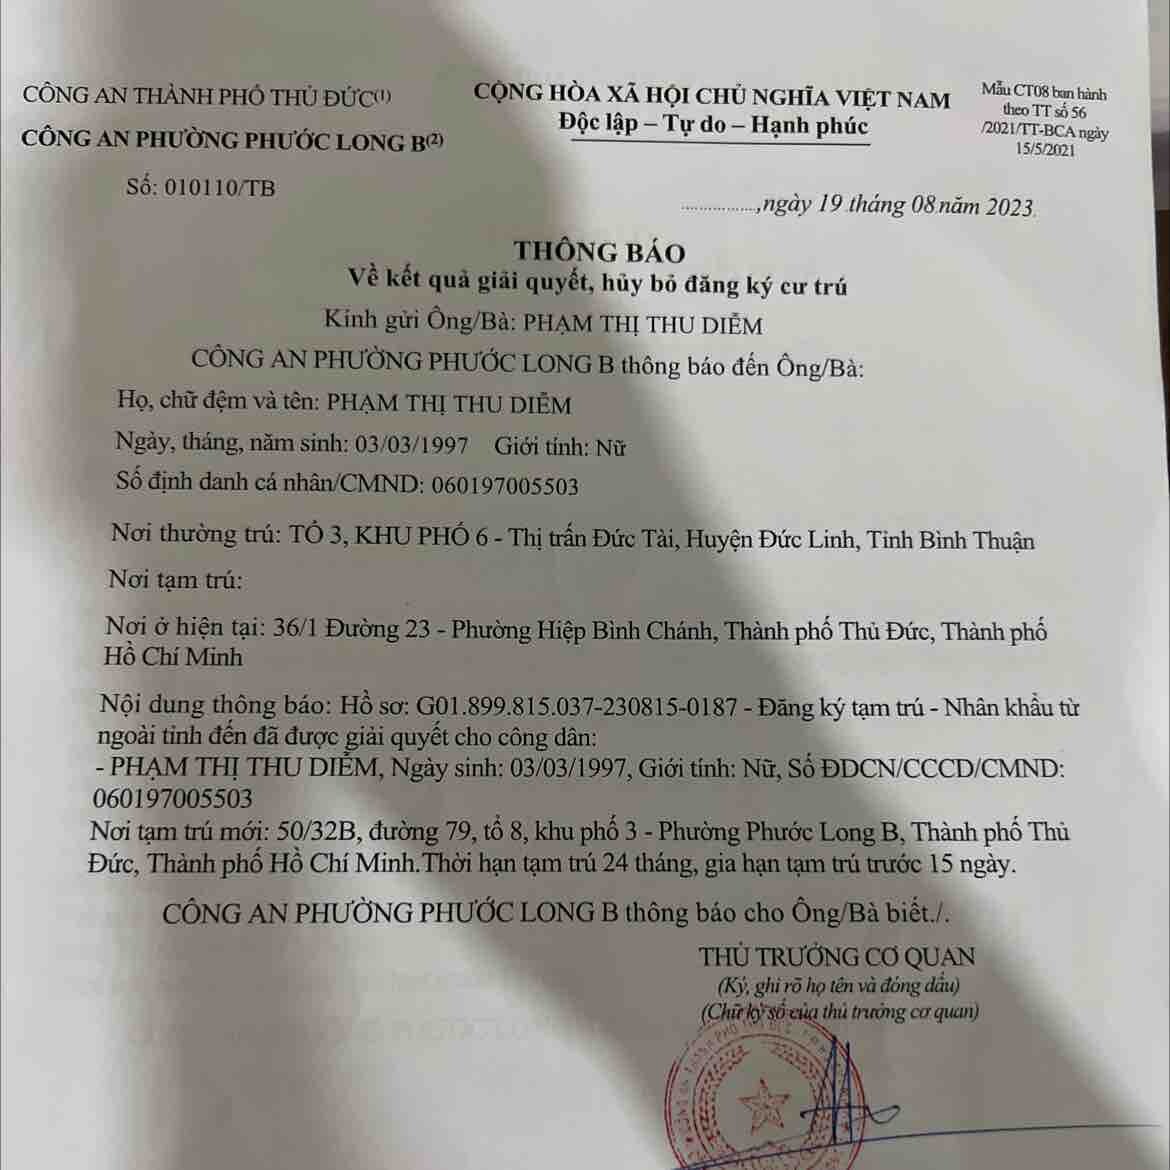 CÔNG AN THÀNH PHỐ THỦ ĐỨC(1)
CÔNG AN PHƯỜNG PHƯỚC LONG B(2)
Số: 010110/TB
CỘNG HÒA XÃ HỘI CHỦ NGHĨA VIỆT NAM
Độc lập – Tự do – Hạnh phúc
Mẫu CT08 ban hành
theo TT số 56
/2021/TT-BCA ngày
15/5/2021
................,ngày 19 tháng 08 năm 2023.
THÔNG BÁO
Về kết quả giải quyết, hủy bỏ đăng ký cư trú
Kính gửi Ông/Bà: PHẠM THỊ THU DIỄM
CÔNG AN PHƯỜNG PHƯỚC LONG B thông báo đến Ông/Bà:
Họ, chữ đệm và tên: PHẠM THỊ THU DIỄM
Ngày, tháng, năm sinh: 03/03/1997 Giới tính: Nữ
Số định danh cá nhân/CMND: 060197005503
Nơi thường trú: TỔ 3, KHU PHỐ 6 - Thị trấn Đức Tài, Huyện Đức Linh, Tỉnh Bình Thuận
Nơi tạm trú:
Nơi ở hiện tại: 36/1 Đường 23 - Phường Hiệp Bình Chánh, Thành phố Thủ Đức, Thành phố
Hồ Chí Minh
Nội dung thông báo: Hồ sơ: G01.899.815.037-230815-0187 - Đăng ký tạm trú - Nhân khẩu từ
ngoài tỉnh đến đã được giải quyết cho công dân:
- PHẠM THỊ THU DIỄM, Ngày sinh: 03/03/1997, Giới tính: Nữ, Số ĐDCN/CCCD/CMND:
060197005503
Nơi tạm trú mới: 50/32B, đường 79, tổ 8, khu phố 3 - Phường Phước Long B, Thành phố Thủ
Đức, Thành phố Hồ Chí Minh.Thời hạn tạm trú 24 tháng, gia hạn tạm trú trước 15 ngày.
CÔNG AN PHƯỜNG PHƯỚC LONG B thông báo cho Ông/Bà biết./.
THỦ TRƯỞNG CƠ QUAN
(Ký, ghi rõ họ tên và đóng dấu)
(Chữ ký số của thủ trưởng cơ quan)